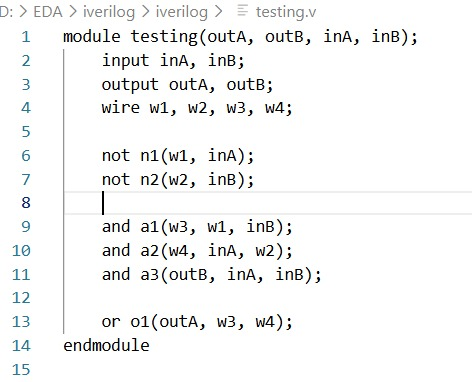 D: > EDA > iverilog > iverilog > testing.v
1 module testing(outA, outB, inA, inB);
2     input inA, inB;
3     output outA, outB;
4     wire w1, w2, w3, w4;
5
6     not n1(w1, inA);
7     not n2(w2, inB);
8
9     and a1(w3, w1, inB);
10     and a2(w4, inA, w2);
11     and a3(outB, inA, inB);
12
13     or o1(outA, w3, w4);
14 endmodule
15